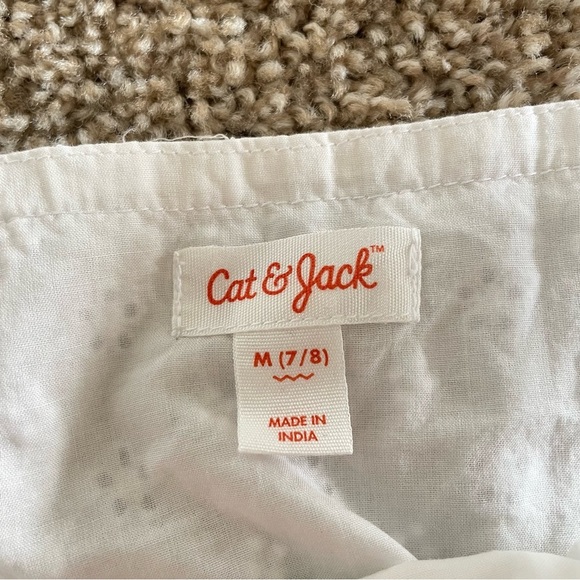 Cat & Jack™
M (7/8)
MADE IN
INDIA